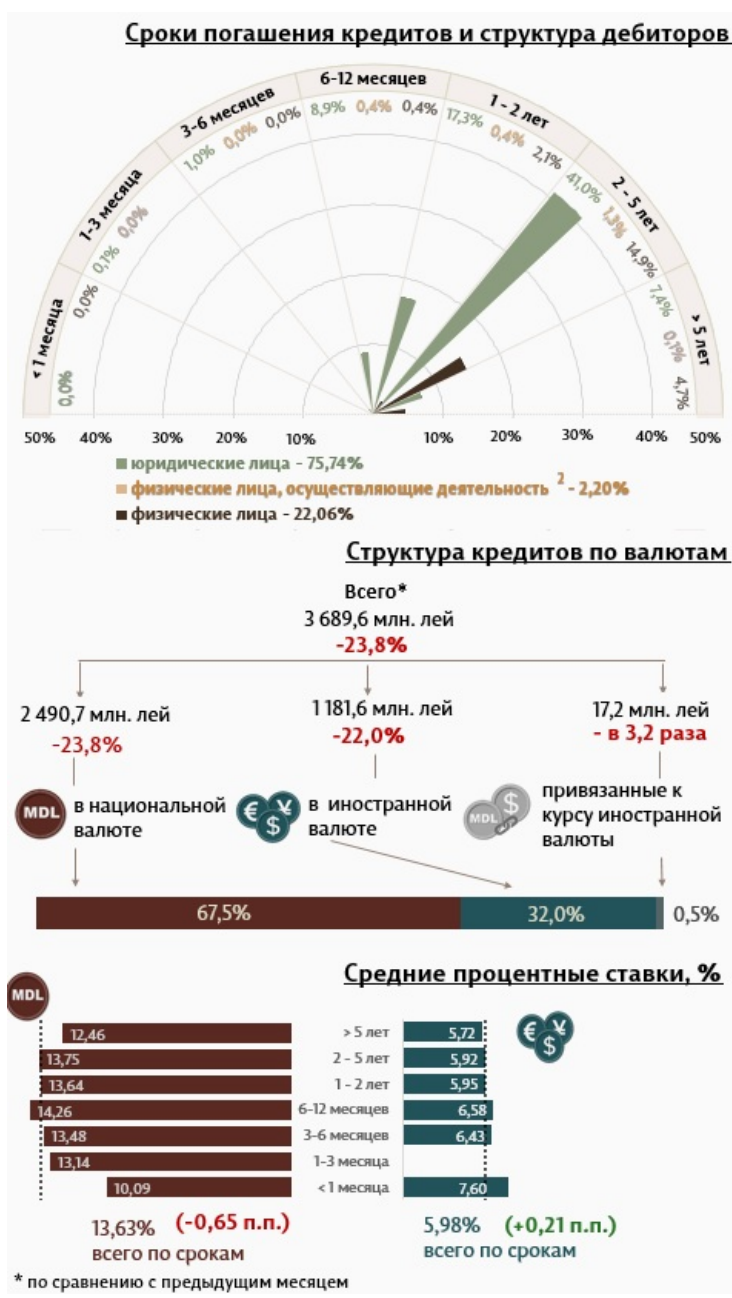 Сроки погашения кредитов и структура дебиторов
< 1 месяца
1-3 месяца
3-6 месяцев
6-12 месяцев
1 - 2 лет
2 - 5 лет
> 5 лет
0,0%
0,0%
0,1%
0,0%
1,0%
0,0%
0,0%
8,9%
0,4%
0,4%
17,3%
0,4%
2,1%
41,0%
1,3%
14,9%
7,4%
0,1%
4,7%
50% 40% 30% 20% 10% 10% 20% 30% 40% 50%
юридические лица - 75,74%
физические лица, осуществляющие деятельность 2 - 2,20%
физические лица - 22,06%
Структура кредитов по валютам
Всего*
3 689,6 млн. лей
-23,8%
2 490,7 млн. лей
-23,8%
1 181,6 млн. лей
-22,0%
17,2 млн. лей
- в 3,2 раза
MDL
в национальной
валюте
€ ¥ $
в иностранной
валюте
MDL $
привязанные к
курсу иностранной
валюты
67,5% 32,0% 0,5%
Средние процентные ставки, %
MDL
€ ¥ $
12,46 > 5 лет 5,72
13,75 2 - 5 лет 5,92
13,64 1 - 2 лет 5,95
14,26 6-12 месяцев 6,58
13,48 3-6 месяцев 6,43
13,14 1-3 месяца
10,09 < 1 месяца 7,60
13,63% (-0,65 п.п.)
всего по срокам
5,98% (+0,21 п.п.)
всего по срокам
* по сравнению с предыдущим месяцем